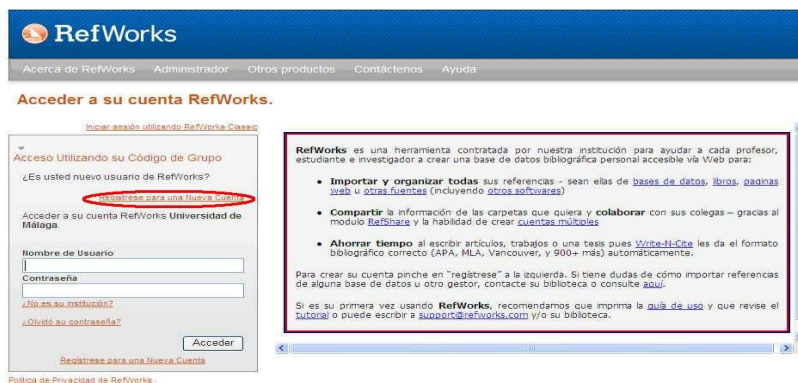 RefWorks
Acerca de RefWorks Administrador Otros productos Contáctenos Ayuda
Acceder a su cuenta RefWorks.
Iniciar sesión utilizando RefWorks Classic
Acceso Utilizando su Código de Grupo
¿Es usted nuevo usuario de RefWorks?
Regístrese para una Nueva Cuenta
Acceder a su cuenta RefWorks Universidad de
Málaga.
Nombre de Usuario
Contraseña
¿No es su institución?
¿Olvidó su contraseña?
Acceder
Regístrese para una Nueva Cuenta
Política de Privacidad de RefWorks
RefWorks es una herramienta contratada por nuestra institución para ayudar a cada profesor,
estudiante e investigador a crear una base de datos bibliográfica personal accesible vía Web para:
• Importar y organizar todas sus referencias - sean ellas de bases de datos, libros, paginas
web u otras fuentes (incluyendo otros softwares)
• Compartir la información de las carpetas que quiera y colaborar con sus colegas – gracias al
modulo RefShare y la habilidad de crear cuentas múltiples
• Ahorrar tiempo al escribir artículos, trabajos o una tesis pues Write-N-Cite les da el formato
bibliográfico correcto (APA, MLA, Vancouver, y 900+ más) automáticamente.
Para crear su cuenta pinche en "regístrese" a la izquierda. Si tiene dudas de cómo importar referencias
de alguna base de datos u otro gestor, contacte su biblioteca o consulte aquí.
Si es su primera vez usando RefWorks, recomendamos que imprima la guía de uso y que revise el
tutorial o puede escribir a support@refworks.com y/o su biblioteca.